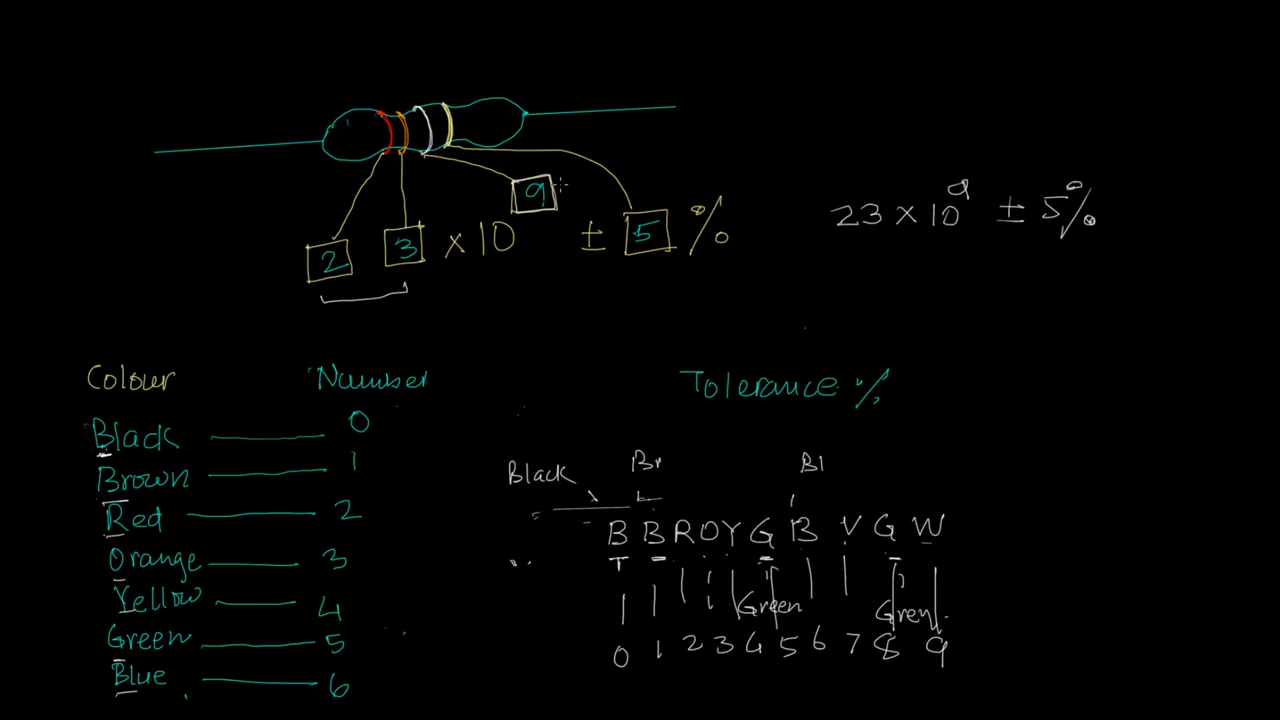 9
2 3 x 10 ± 5 %
23 x 10⁹ ± 5%
Colour Number
Black 0
Brown 1
Red 2
Orange 3
Yellow 4
Green 5
Blue 6
Tolerance %
Black Br Bl
B B R O Y G B V G W
Green Grey
0 1 2 3 4 5 6 7 8 9